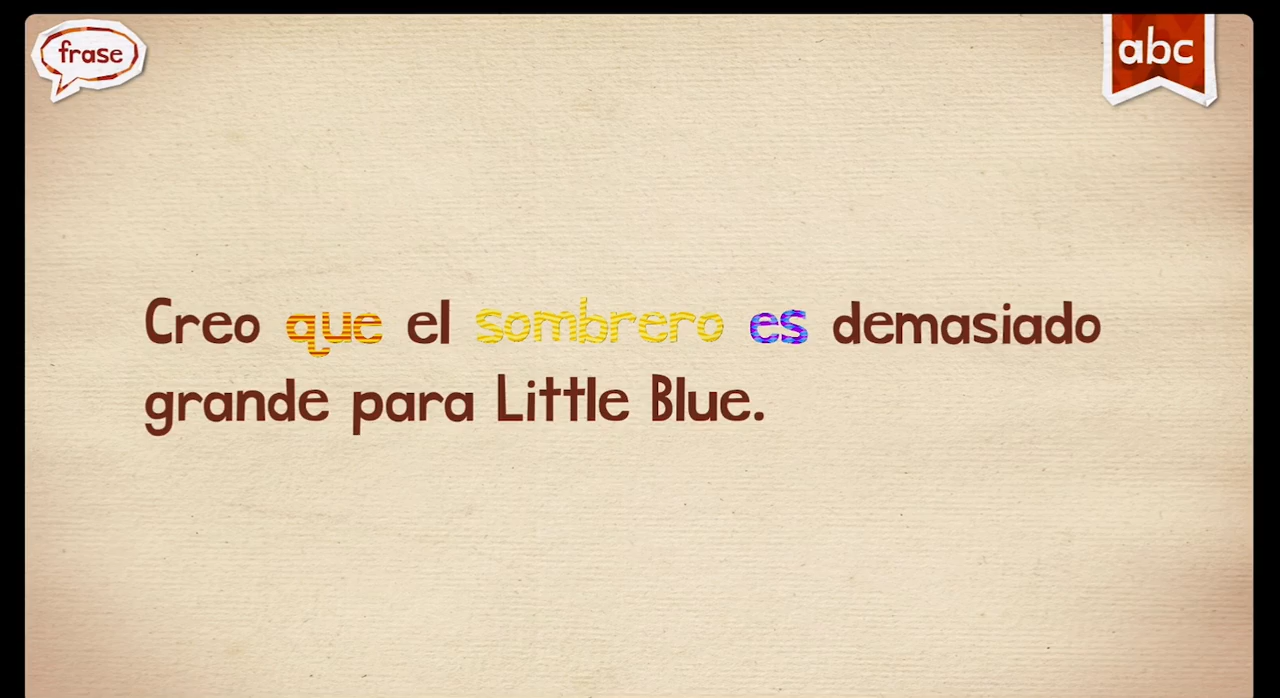 frase
abc
Creo que el sombrero es demasiado
grande para Little Blue.